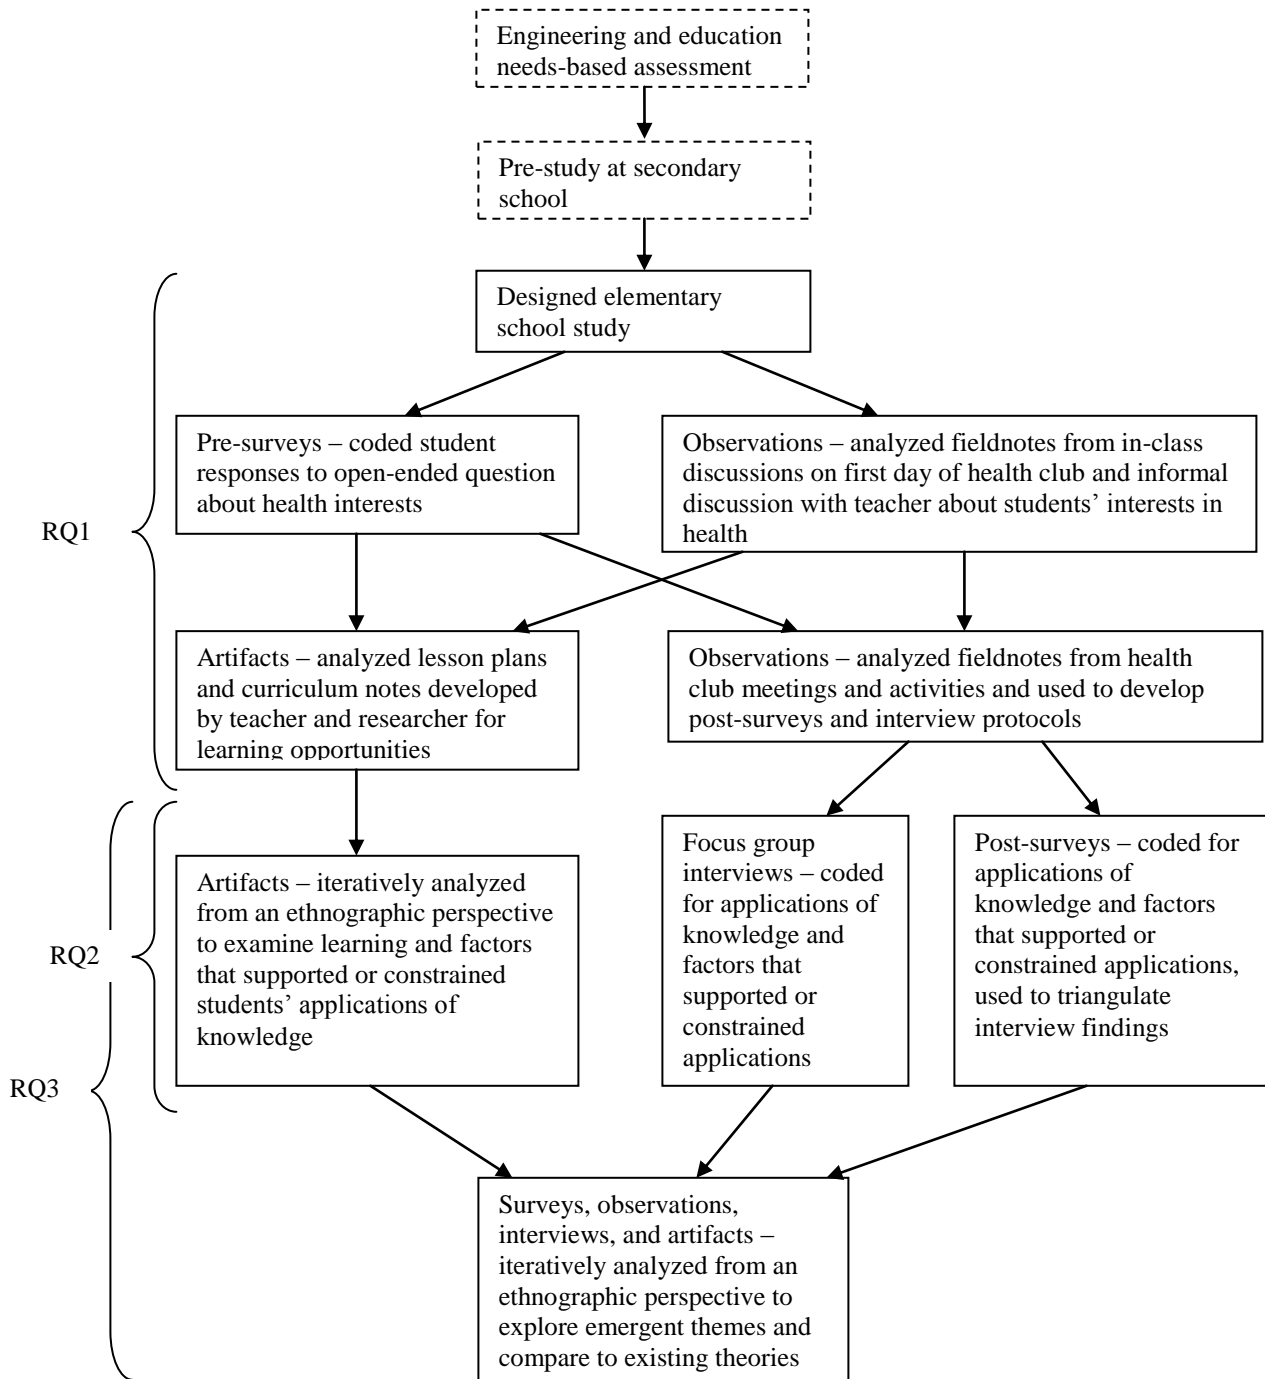 Engineering and education
needs-based assessment
Pre-study at secondary
school
Designed elementary
school study
Pre-surveys – coded student
responses to open-ended question
about health interests
Observations – analyzed fieldnotes from in-class
discussions on first day of health club and informal
discussion with teacher about students’ interests in
health
RQ1
Artifacts – analyzed lesson plans
and curriculum notes developed
by teacher and researcher for
learning opportunities
Observations – analyzed fieldnotes from health
club meetings and activities and used to develop
post-surveys and interview protocols
RQ2
Artifacts – iteratively analyzed
from an ethnographic perspective
to examine learning and factors
that supported or constrained
students’ applications of
knowledge
Focus group
interviews – coded
for applications of
knowledge and
factors that
supported or
constrained
applications
Post-surveys – coded for
applications of
knowledge and factors
that supported or
constrained applications,
used to triangulate
interview findings
RQ3
Surveys, observations,
interviews, and artifacts –
iteratively analyzed from an
ethnographic perspective to
explore emergent themes and
compare to existing theories